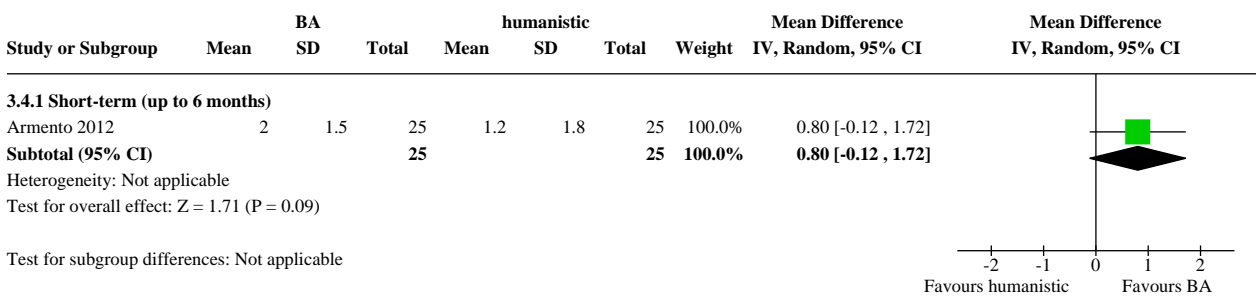 BA humanistic Mean Difference Mean Difference
Study or Subgroup Mean SD Total Mean SD Total Weight IV, Random, 95% CI IV, Random, 95% CI
3.4.1 Short-term (up to 6 months)
Armento 2012 2 1.5 25 1.2 1.8 25 100.0% 0.80 [-0.12 , 1.72]
Subtotal (95% CI) 25 25 100.0% 0.80 [-0.12 , 1.72]
Heterogeneity: Not applicable
Test for overall effect: Z = 1.71 (P = 0.09)
Test for subgroup differences: Not applicable
-2 -1 0 1 2
Favours humanistic Favours BA